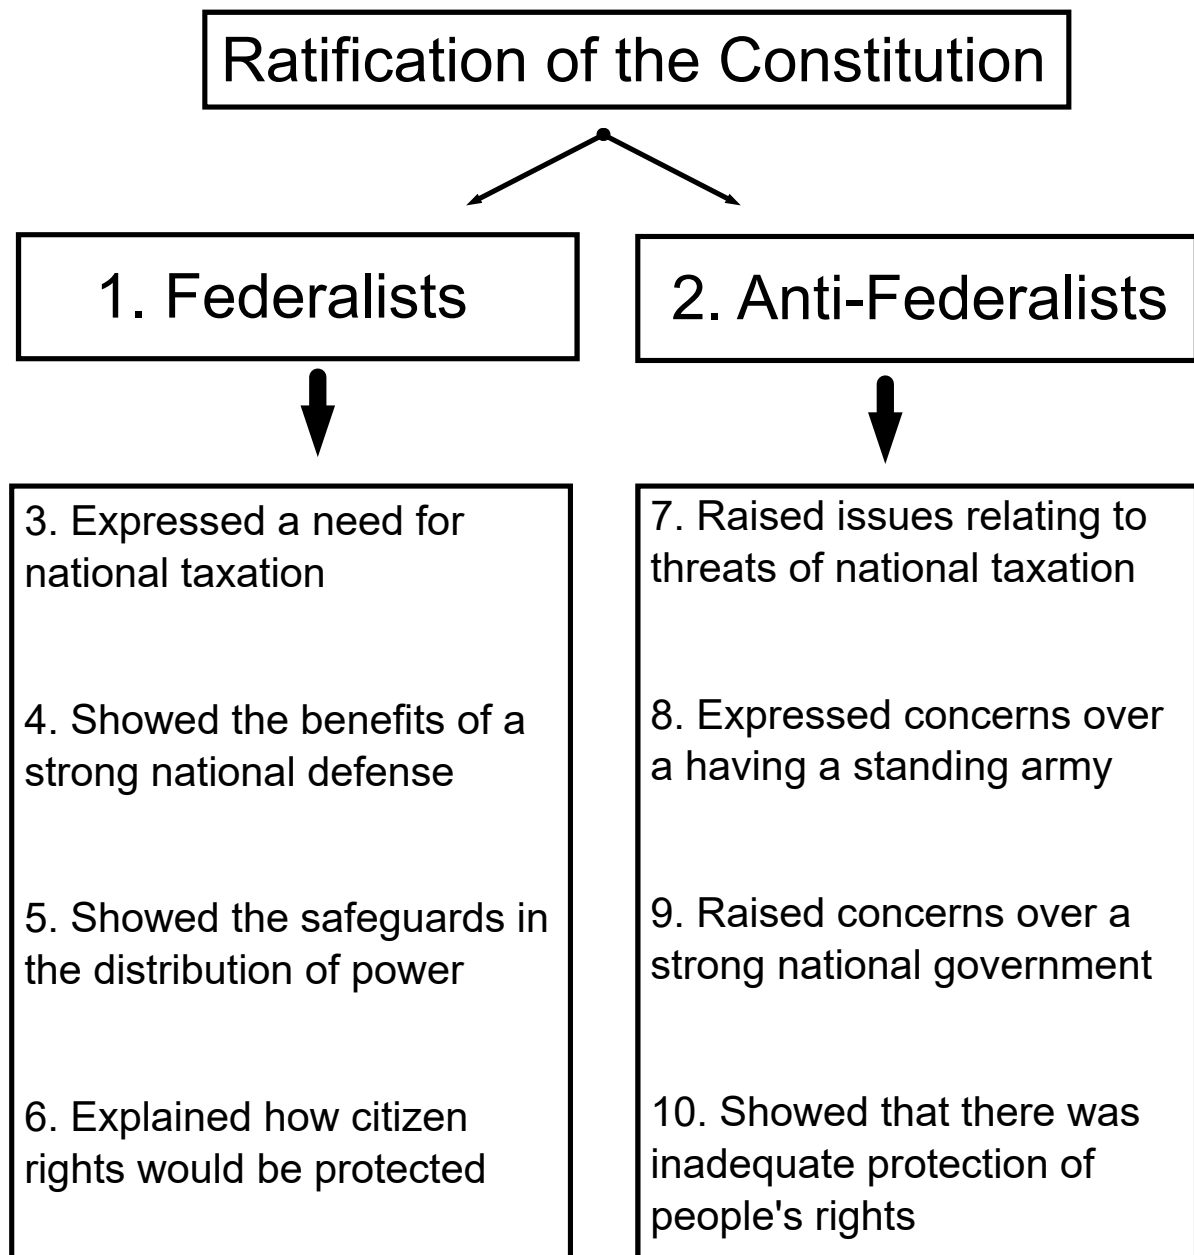 Ratification of the Constitution
1. Federalists
2. Anti-Federalists
3. Expressed a need for
national taxation
4. Showed the benefits of a
strong national defense
5. Showed the safeguards in
the distribution of power
6. Explained how citizen
rights would be protected
7. Raised issues relating to
threats of national taxation
8. Expressed concerns over
a having a standing army
9. Raised concerns over a
strong national government
10. Showed that there was
inadequate protection of
people's rights